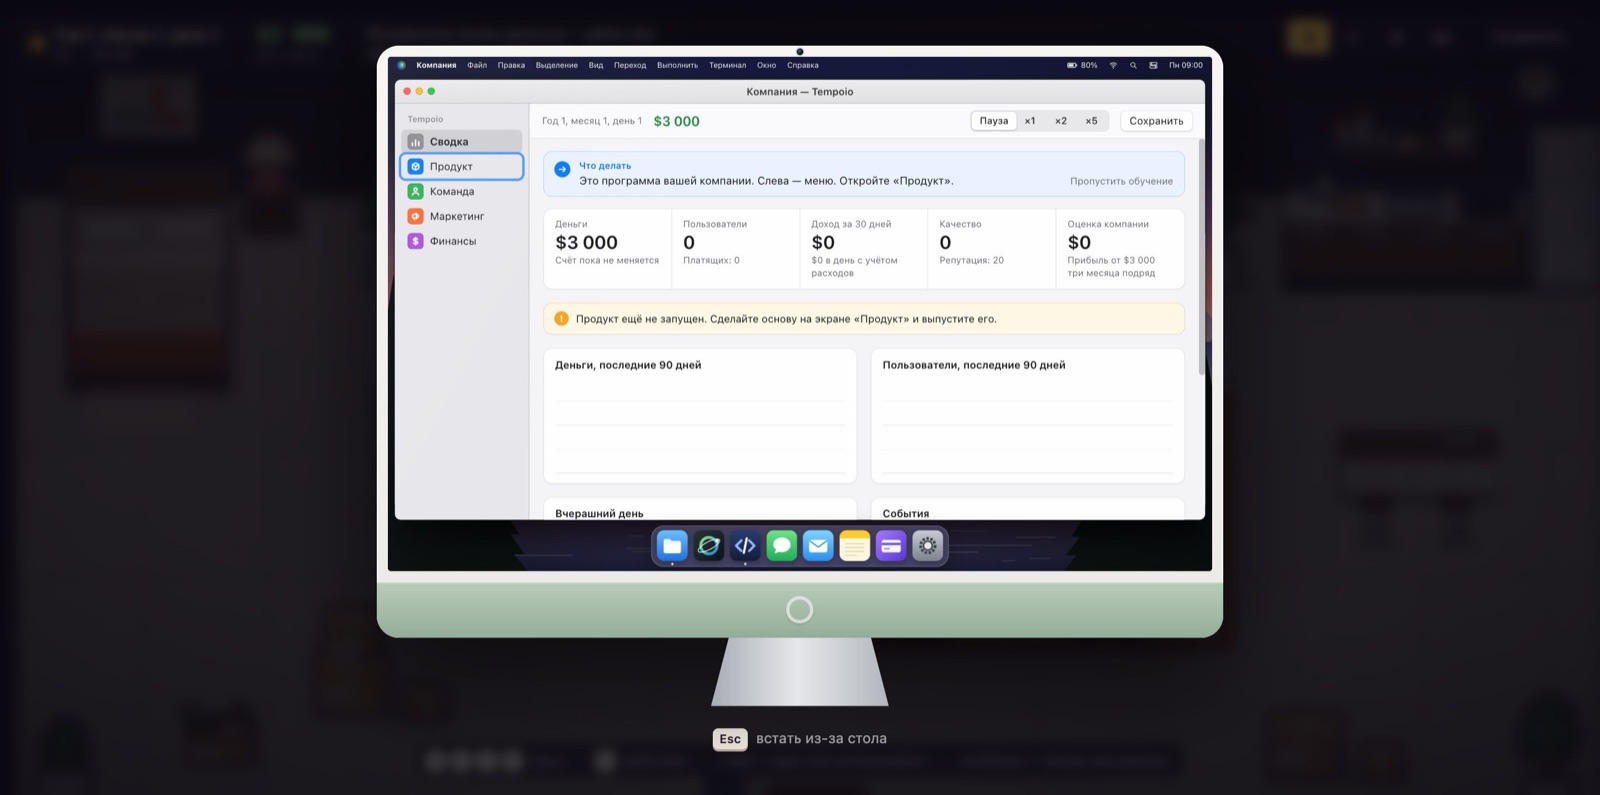 Компания Файл Правка Выделение Вид Переход Выполнить Терминал Окно Справка 80% Пн 09:00
Компания — Tempoio
Tempoio
Сводка
Продукт
Команда
Маркетинг
Финансы
Год 1, месяц 1, день 1 $3 000 Пауза ×1 ×2 ×5 Сохранить
Что делать
Это программа вашей компании. Слева — меню. Откройте «Продукт». Пропустить обучение
Деньги
$3 000
Счёт пока не меняется
Пользователи
0
Платящих: 0
Доход за 30 дней
$0
$0 в день с учётом
расходов
Качество
0
Репутация: 20
Оценка компании
$0
Прибыль от $3 000
три месяца подряд
Продукт ещё не запущен. Сделайте основу на экране «Продукт» и выпустите его.
Деньги, последние 90 дней
Пользователи, последние 90 дней
Вчерашний день
События
Esc встать из-за стола